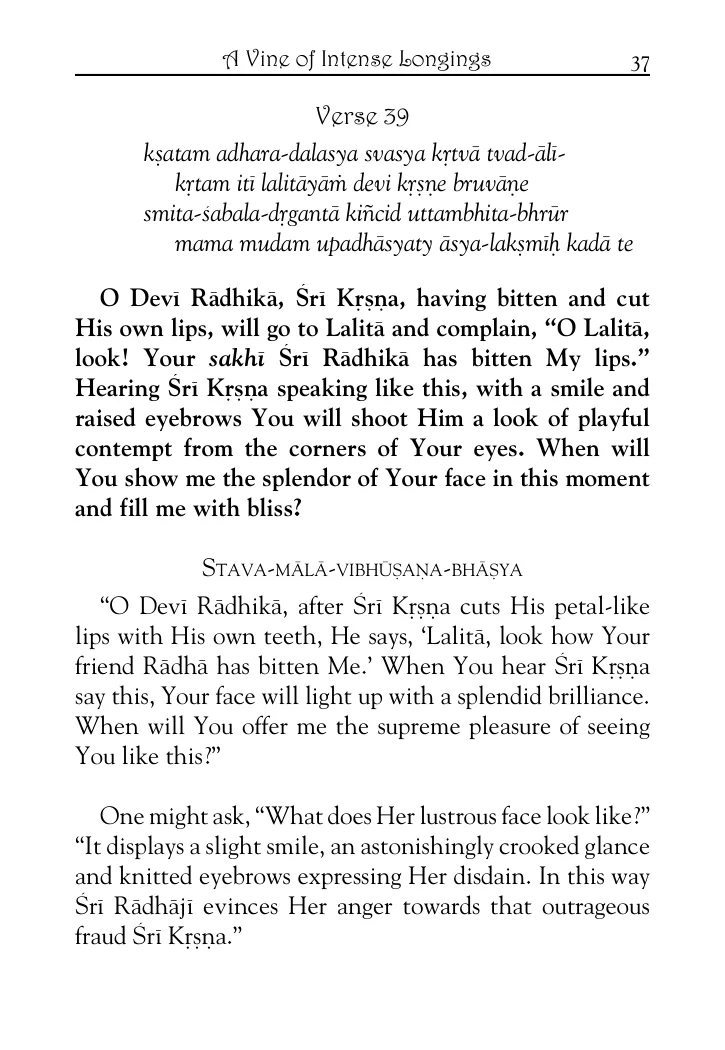 A Vine of Intense Longings 37
Verse 39
kṣatam adhara-dalasya svasya kṛtvā tvad-ālī-
kṛtam itī lalitāyāṁ devi kṛṣṇe bruvāṇe
smita-śabala-dṛgantā kiñcid uttambhita-bhrūr
mama mudam upadhāsyaty āsya-lakṣmīḥ kadā te
O Devī Rādhikā, Śrī Kṛṣṇa, having bitten and cut
His own lips, will go to Lalitā and complain, “O Lalitā,
look! Your sakhī Śrī Rādhikā has bitten My lips.”
Hearing Śrī Kṛṣṇa speaking like this, with a smile and
raised eyebrows You will shoot Him a look of playful
contempt from the corners of Your eyes. When will
You show me the splendor of Your face in this moment
and fill me with bliss?
Stava-mālā-vibhūṣaṇa-bhāṣya
“O Devī Rādhikā, after Śrī Kṛṣṇa cuts His petal-like
lips with His own teeth, He says, ‘Lalitā, look how Your
friend Rādhā has bitten Me.’ When You hear Śrī Kṛṣṇa
say this, Your face will light up with a splendid brilliance.
When will You offer me the supreme pleasure of seeing
You like this?”
One might ask, “What does Her lustrous face look like?”
“It displays a slight smile, an astonishingly crooked glance
and knitted eyebrows expressing Her disdain. In this way
Śrī Rādhājī evinces Her anger towards that outrageous
fraud Śrī Kṛṣṇa.”